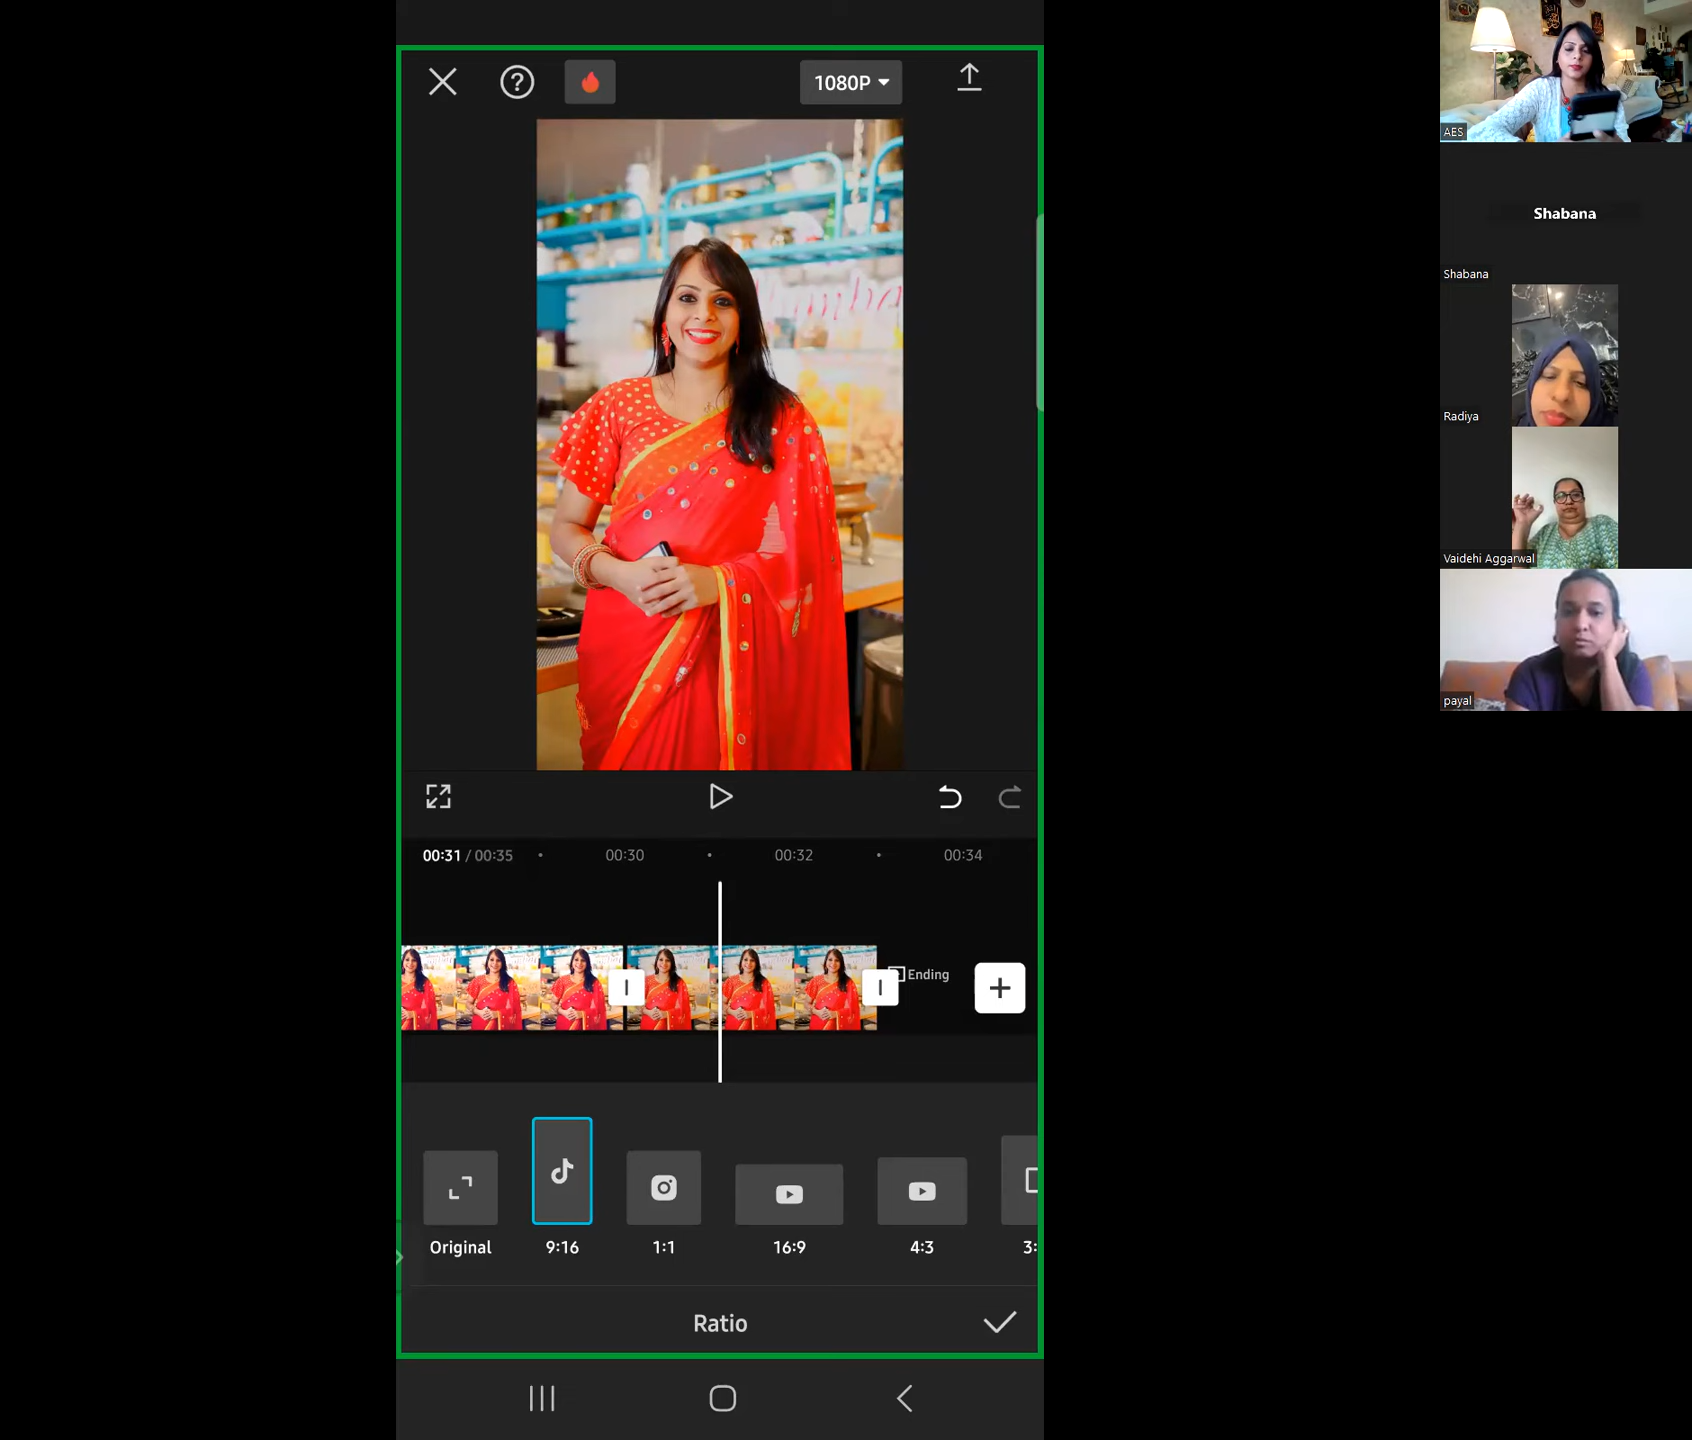 1080P
00:31 / 00:35
00:30
00:32
00:34
Ending
Original
9:16
1:1
16:9
4:3
3:
Ratio
AES
Shabana
Shabana
Radiya
Vaidehi Aggarwal
payal